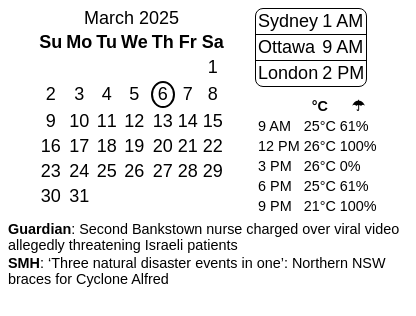 March 2025
Su Mo Tu We Th Fr Sa
1
2 3 4 5 6 7 8
9 10 11 12 13 14 15
16 17 18 19 20 21 22
23 24 25 26 27 28 29
30 31
Sydney 1 AM
Ottawa 9 AM
London 2 PM
°C ☂
9 AM 25°C 61%
12 PM 26°C 100%
3 PM 26°C 0%
6 PM 25°C 61%
9 PM 21°C 100%
Guardian: Second Bankstown nurse charged over viral video
allegedly threatening Israeli patients
SMH: ‘Three natural disaster events in one’: Northern NSW
braces for Cyclone Alfred